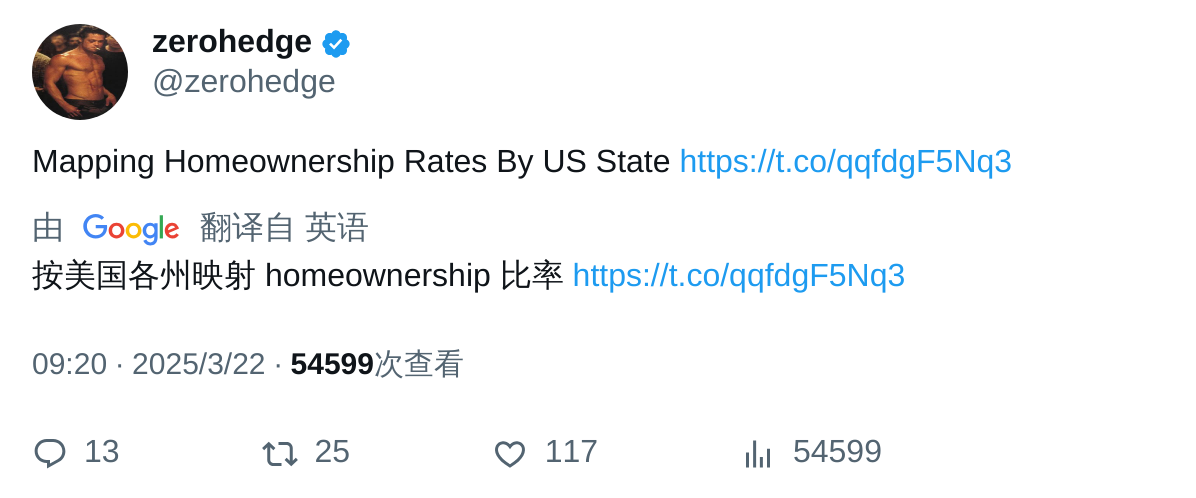 zerohedge
@zerohedge
Mapping Homeownership Rates By US State https://t.co/qqfdgF5Nq3
由 Google 翻译自 英语
按美国各州映射 homeownership 比率 https://t.co/qqfdgF5Nq3
09:20 · 2025/3/22 · 54599次查看
13 25 117 54599